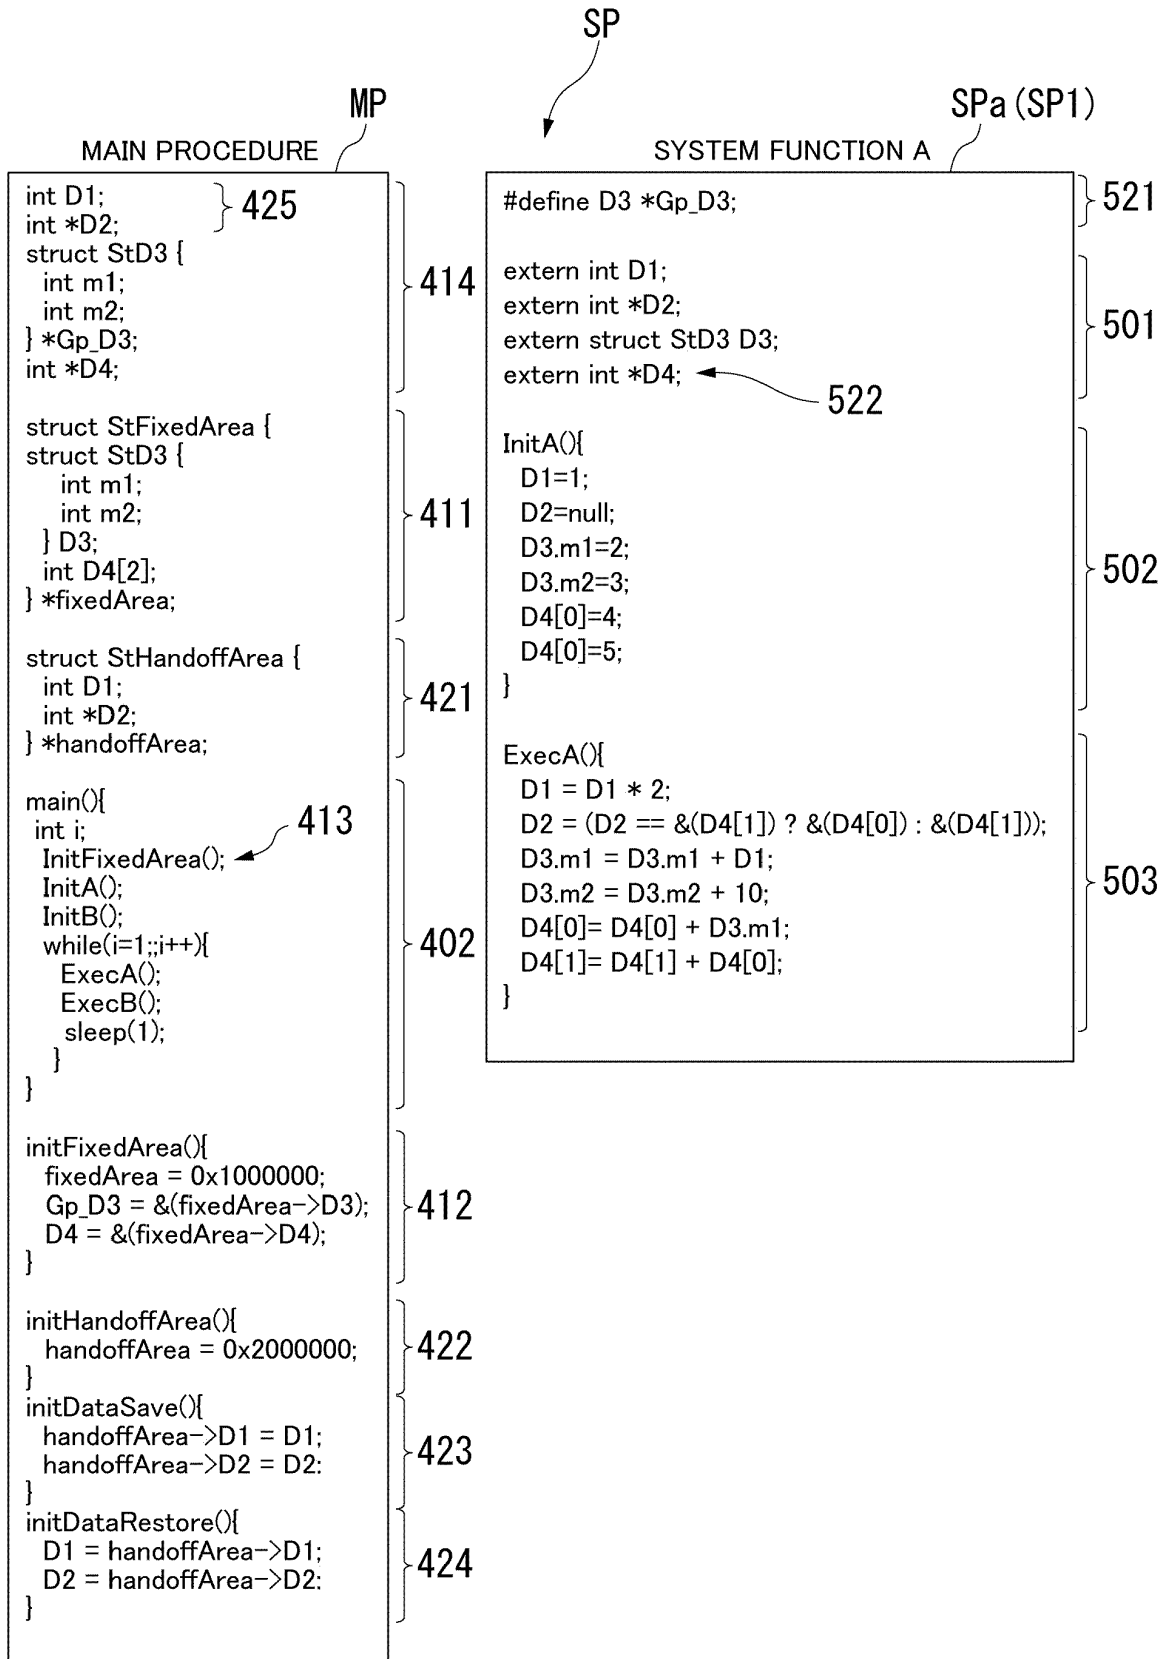 SP
MP
MAIN PROCEDURE
int D1;
int *D2;
425
struct StD3 {
int m1;
int m2;
} *Gp_D3;
int *D4;
414
struct StFixedArea {
struct StD3 {
int m1;
int m2;
} D3;
int D4[2];
} *fixedArea;
411
struct StHandoffArea {
int D1;
int *D2;
} *handoffArea;
421
main(){
int i;
InitFixedArea();
413
InitA();
InitB();
while(i=1;;i++){
ExecA();
ExecB();
sleep(1);
}
}
402
initFixedArea(){
fixedArea = 0x1000000;
Gp_D3 = &(fixedArea->D3);
D4 = &(fixedArea->D4);
}
412
initHandoffArea(){
handoffArea = 0x2000000;
}
422
initDataSave(){
handoffArea->D1 = D1;
handoffArea->D2 = D2:
}
423
initDataRestore(){
D1 = handoffArea->D1;
D2 = handoffArea->D2:
}
424
SPa (SP1)
SYSTEM FUNCTION A
#define D3 *Gp_D3;
521
extern int D1;
extern int *D2;
extern struct StD3 D3;
extern int *D4;
522
501
InitA(){
D1=1;
D2=null;
D3.m1=2;
D3.m2=3;
D4[0]=4;
D4[0]=5;
}
502
ExecA(){
D1 = D1 * 2;
D2 = (D2 == &(D4[1]) ? &(D4[0]) : &(D4[1]));
D3.m1 = D3.m1 + D1;
D3.m2 = D3.m2 + 10;
D4[0]= D4[0] + D3.m1;
D4[1]= D4[1] + D4[0];
}
503